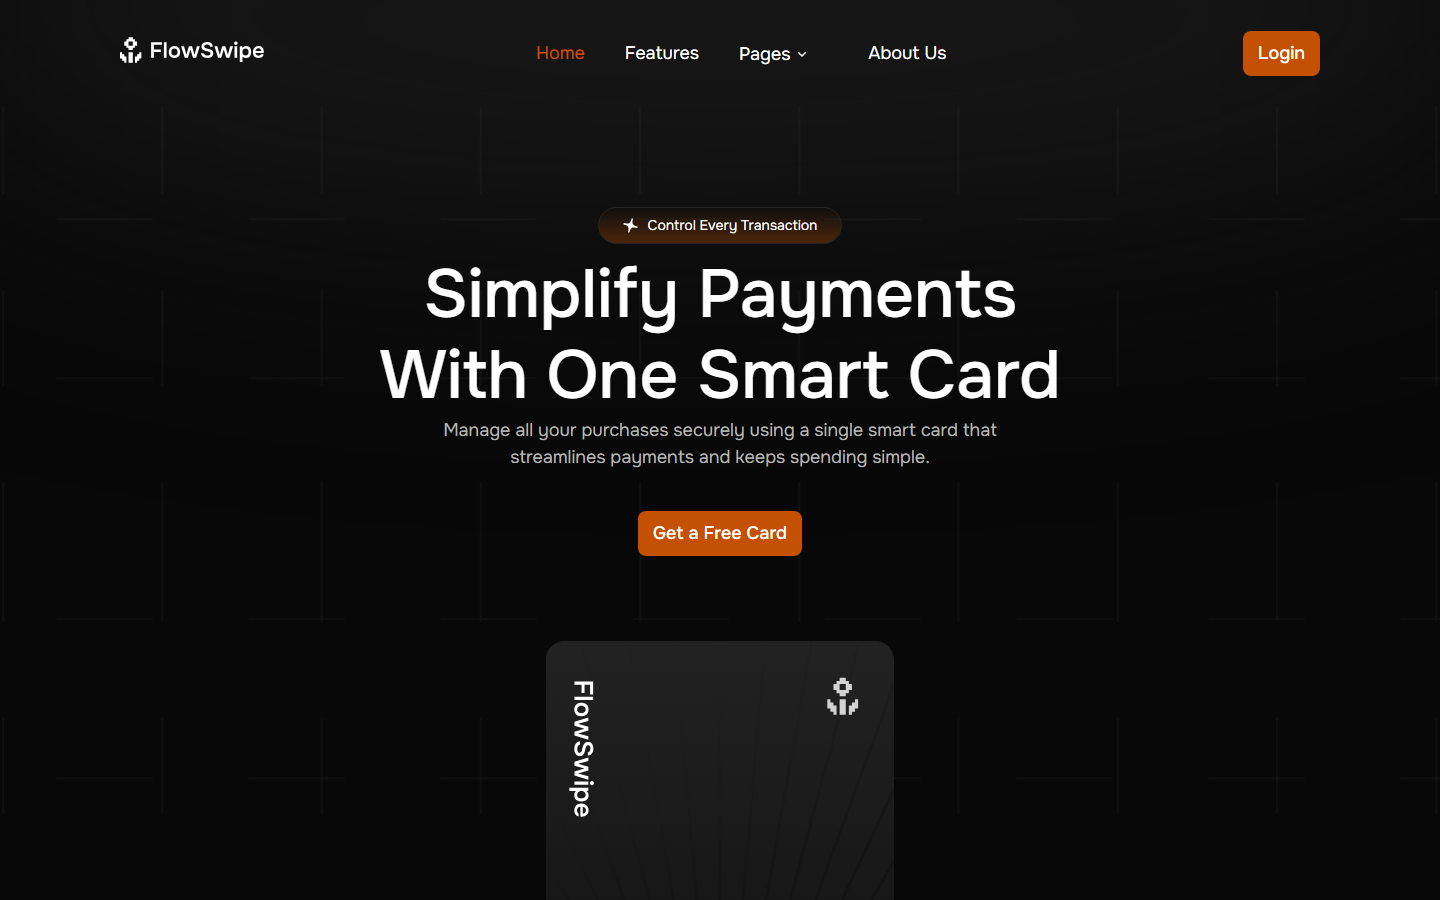 FlowSwipe
Home
Features
Pages
About Us
Login
Control Every Transaction
Simplify Payments
With One Smart Card
Manage all your purchases securely using a single smart card that
streamlines payments and keeps spending simple.
Get a Free Card
FlowSwipe